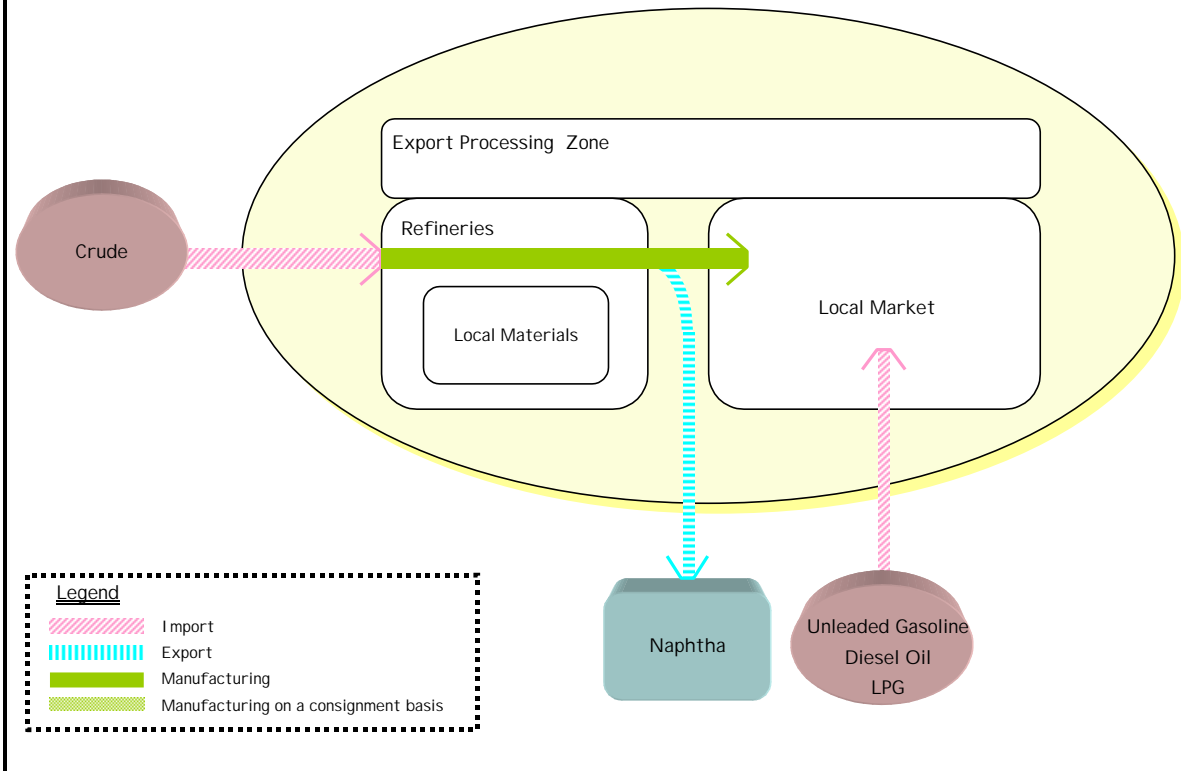 Export Processing Zone
Refineries
Crude
Local Materials
Local Market
Legend
Import
Export
Manufacturing
Manufacturing on a consignment basis
Naphtha
Unleaded Gasoline
Diesel Oil
LPG